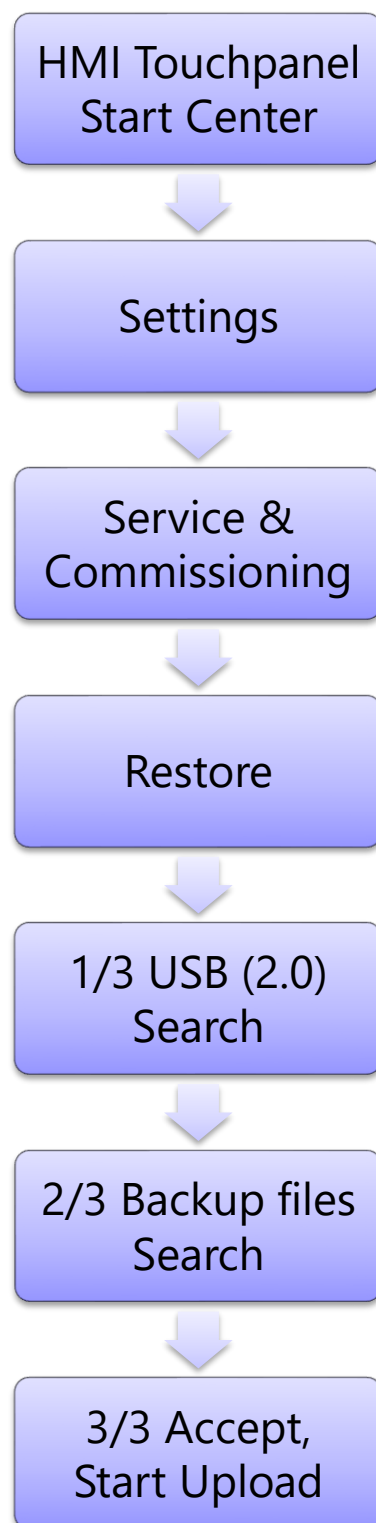 HMI Touchpanel
Start Center
Settings
Service &
Commissioning
Restore
1/3 USB (2.0)
Search
2/3 Backup files
Search
3/3 Accept,
Start Upload